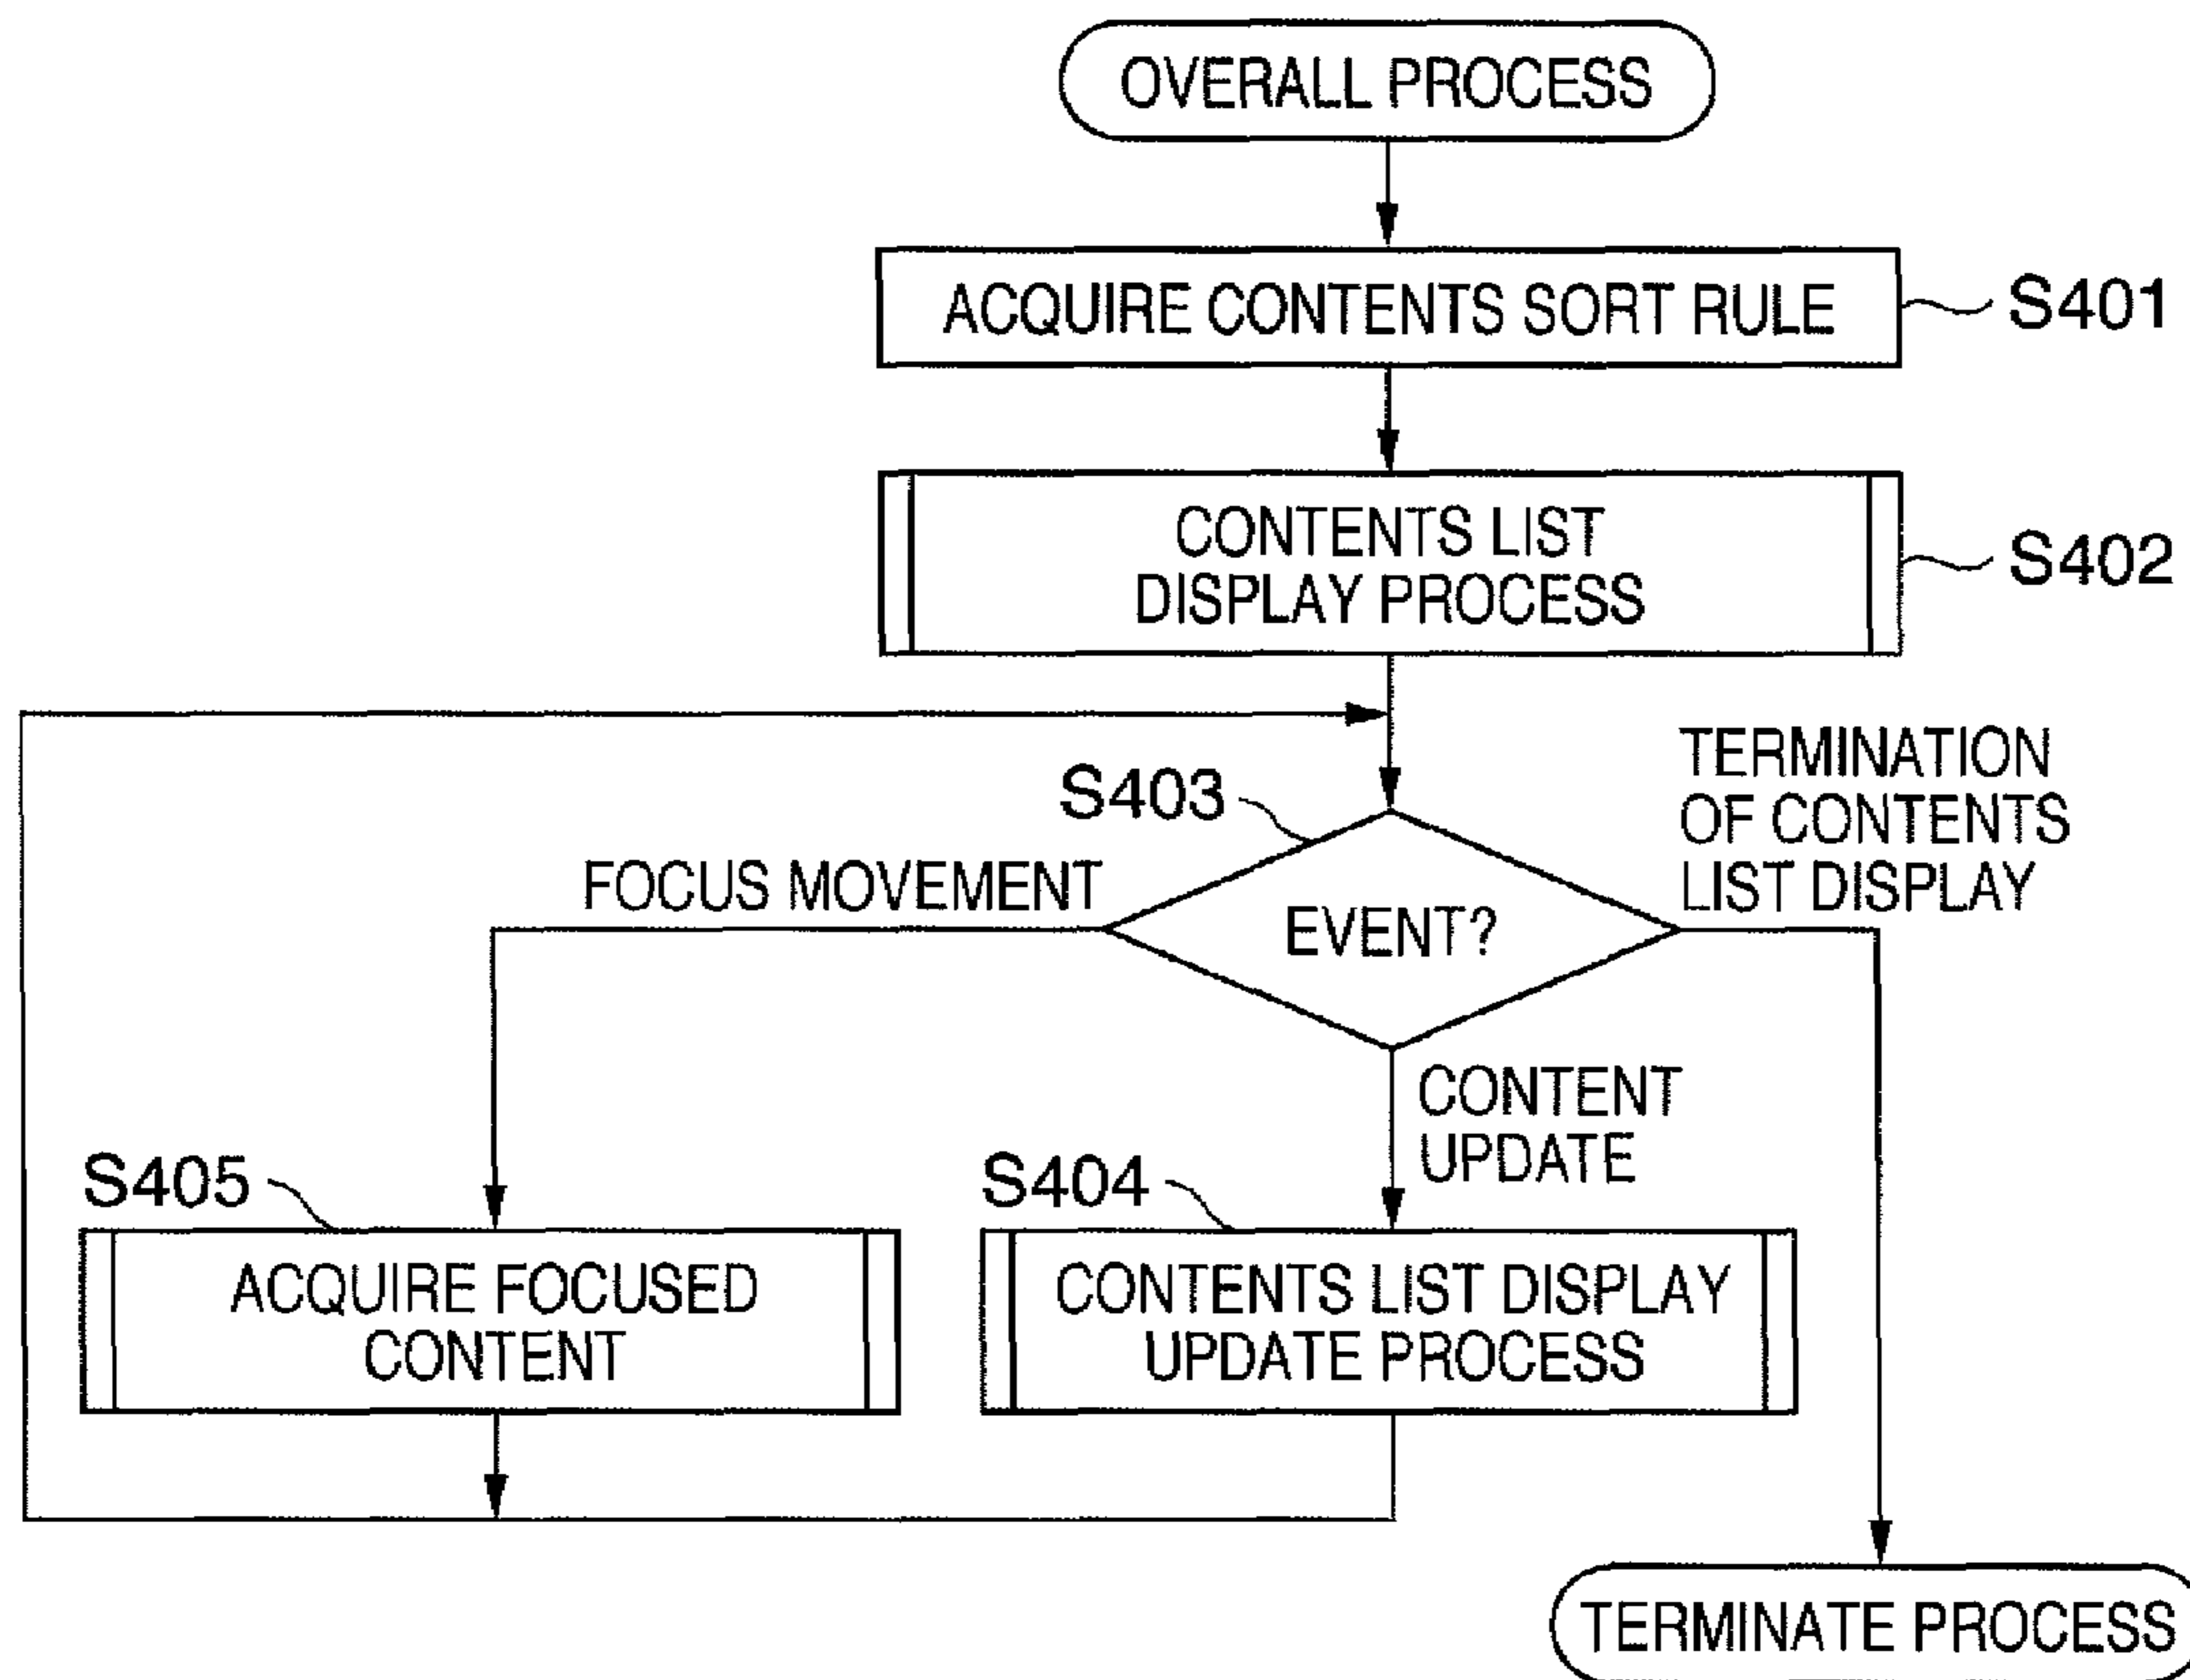 OVERALL PROCESS
ACQUIRE CONTENTS SORT RULE
S401
CONTENTS LIST
DISPLAY PROCESS
S402
S403
TERMINATION
OF CONTENTS
LIST DISPLAY
FOCUS MOVEMENT
EVENT?
CONTENT
UPDATE
S405
S404
ACQUIRE FOCUSED
CONTENT
CONTENTS LIST DISPLAY
UPDATE PROCESS
TERMINATE PROCESS